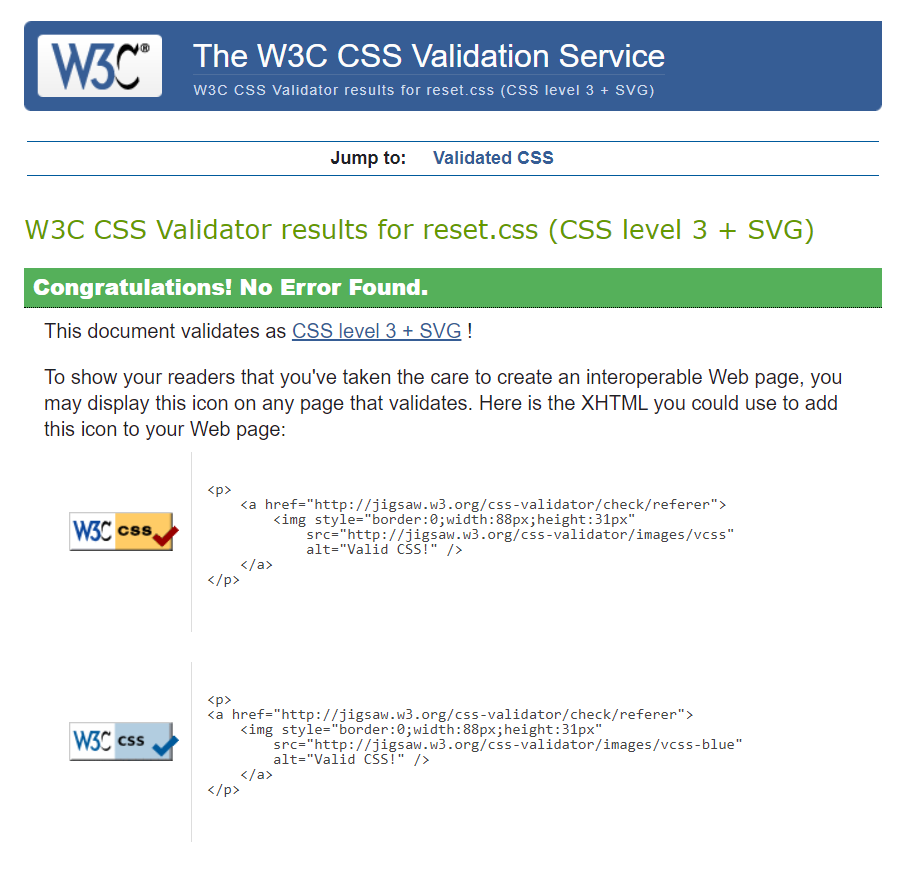 W3C®
The W3C CSS Validation Service
W3C CSS Validator results for reset.css (CSS level 3 + SVG)
Jump to: Validated CSS
W3C CSS Validator results for reset.css (CSS level 3 + SVG)
Congratulations! No Error Found.
This document validates as CSS level 3 + SVG !
To show your readers that you've taken the care to create an interoperable Web page, you
may display this icon on any page that validates. Here is the XHTML you could use to add
this icon to your Web page:
W3C css
<p>
    <a href="http://jigsaw.w3.org/css-validator/check/referer">
        <img style="border:0;width:88px;height:31px"
            src="http://jigsaw.w3.org/css-validator/images/vcss"
            alt="Valid CSS!" />
    </a>
</p>
W3C css
<p>
<a href="http://jigsaw.w3.org/css-validator/check/referer">
    <img style="border:0;width:88px;height:31px"
        src="http://jigsaw.w3.org/css-validator/images/vcss-blue"
        alt="Valid CSS!" />
    </a>
</p>